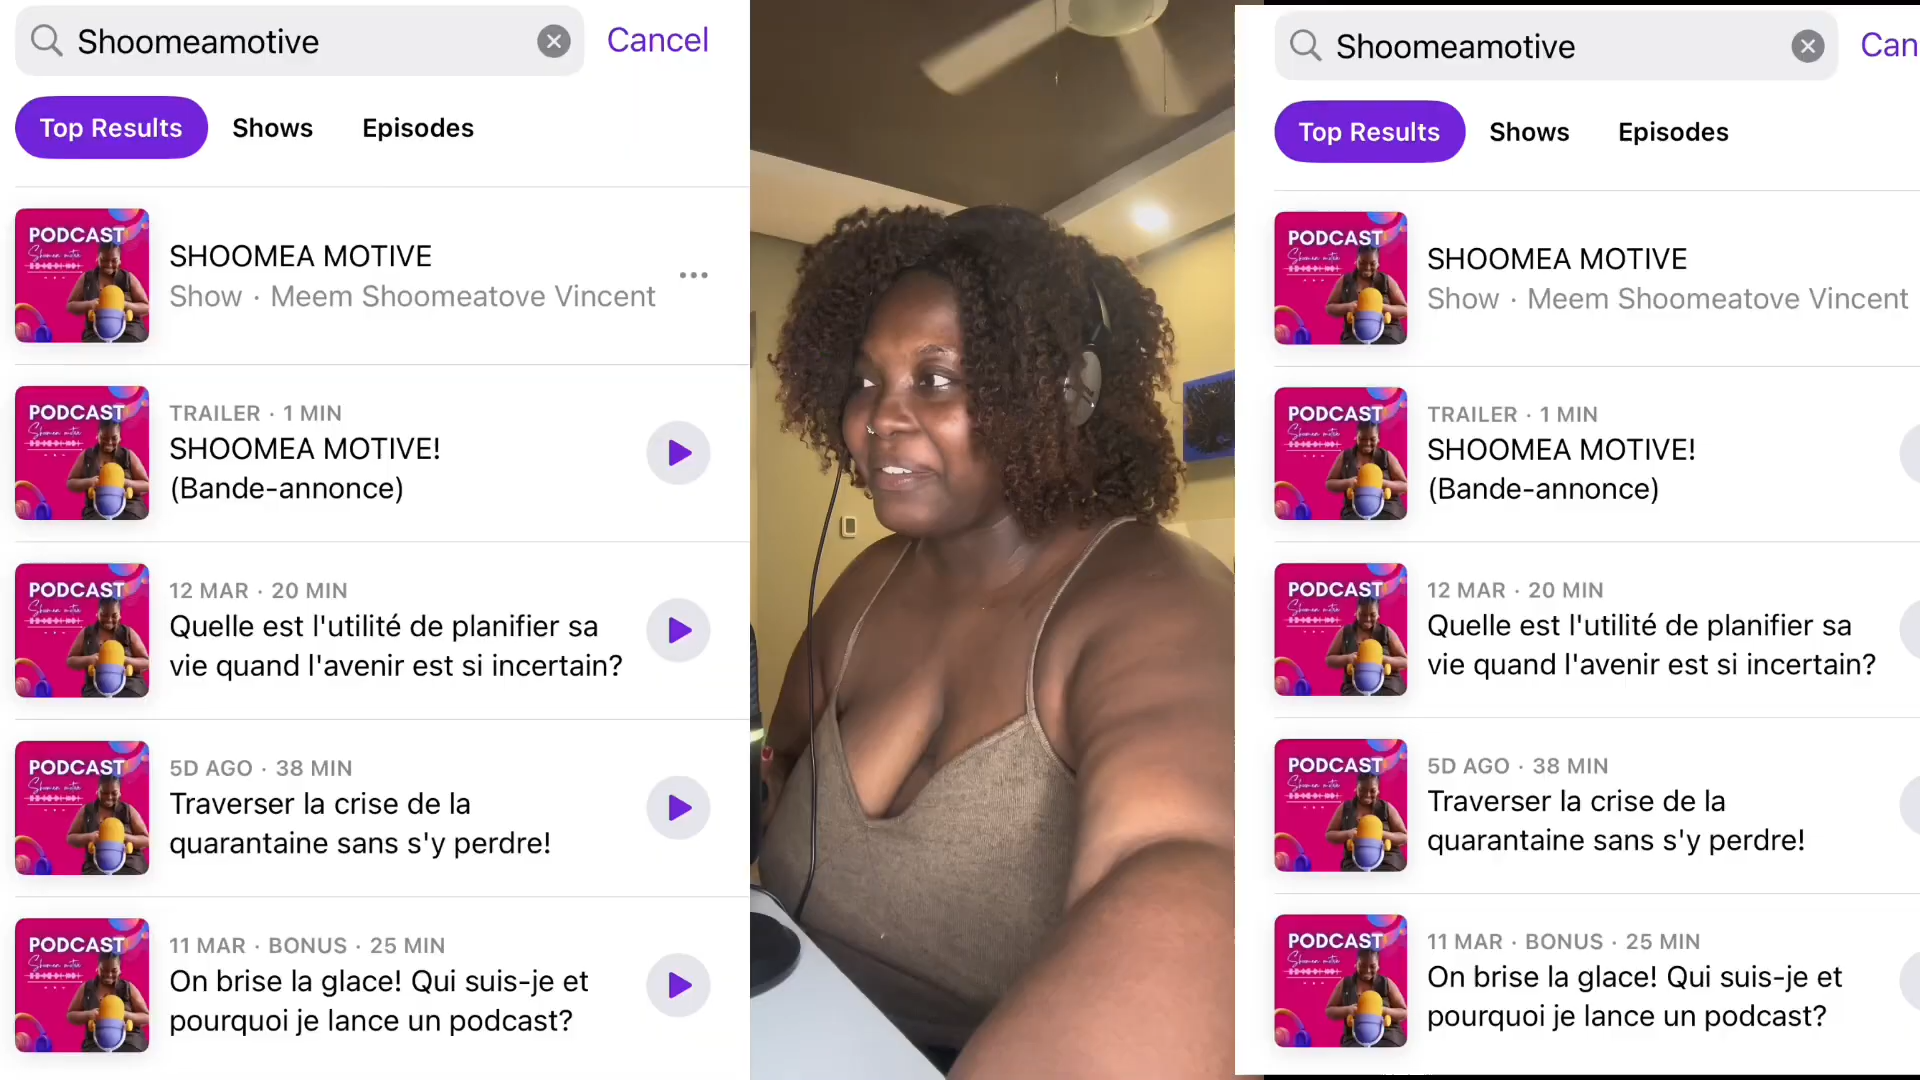 Shoomeamotive
Cancel
Top Results
Shows
Episodes
PODCAST
SHOOMEA MOTIVE
Show · Meem Shoomeatove Vincent
PODCAST
TRAILER · 1 MIN
SHOOMEA MOTIVE!
(Bande-annonce)
PODCAST
12 MAR · 20 MIN
Quelle est l'utilité de planifier sa
vie quand l'avenir est si incertain?
PODCAST
5D AGO · 38 MIN
Traverser la crise de la
quarantaine sans s'y perdre!
PODCAST
11 MAR · BONUS · 25 MIN
On brise la glace! Qui suis-je et
pourquoi je lance un podcast?
Shoomeamotive
Can
Top Results
Shows
Episodes
PODCAST
SHOOMEA MOTIVE
Show · Meem Shoomeatove Vincent
PODCAST
TRAILER · 1 MIN
SHOOMEA MOTIVE!
(Bande-annonce)
PODCAST
12 MAR · 20 MIN
Quelle est l'utilité de planifier sa
vie quand l'avenir est si incertain?
PODCAST
5D AGO · 38 MIN
Traverser la crise de la
quarantaine sans s'y perdre!
PODCAST
11 MAR · BONUS · 25 MIN
On brise la glace! Qui suis-je et
pourquoi je lance un podcast?